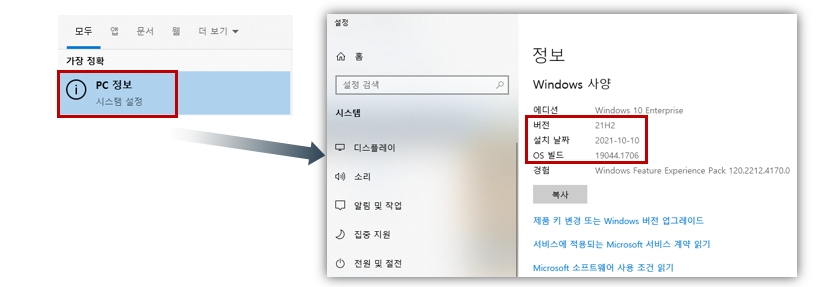 모두 앱 문서 웹 더 보기
가장 정확
PC 정보
시스템 설정
설정
홈
설정 검색
시스템
디스플레이
소리
알림 및 작업
집중 지원
전원 및 절전
정보
Windows 사양
에디션 Windows 10 Enterprise
버전 21H2
설치 날짜 2021-10-10
OS 빌드 19044.1706
경험 Windows Feature Experience Pack 120.2212.4170.0
복사
제품 키 변경 또는 Windows 버전 업그레이드
서비스에 적용되는 Microsoft 서비스 계약 읽기
Microsoft 소프트웨어 사용 조건 읽기